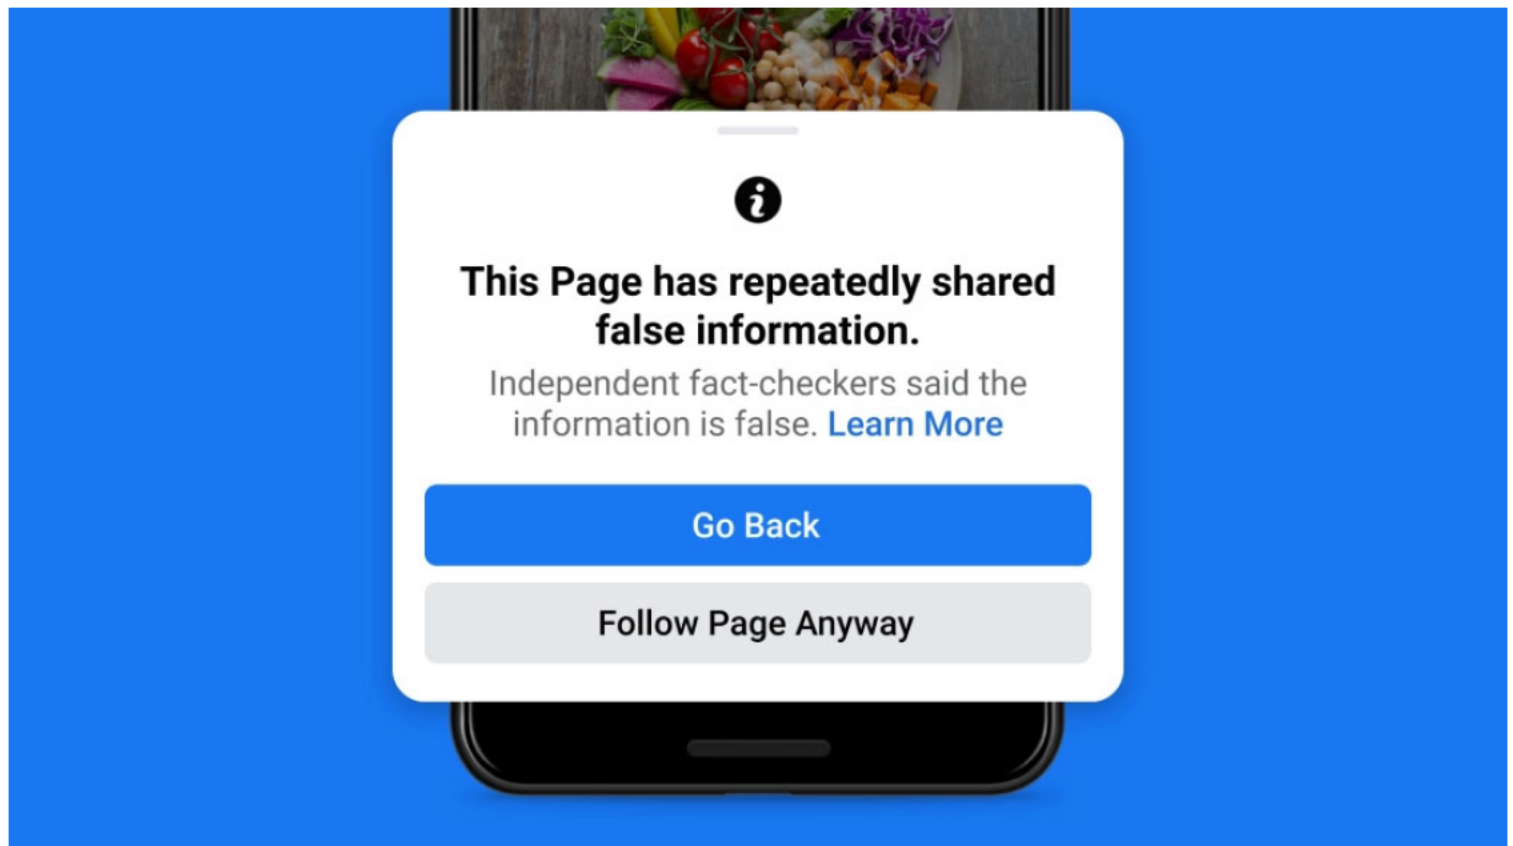 This Page has repeatedly shared
false information.
Independent fact-checkers said the
information is false. Learn More
Go Back
Follow Page Anyway